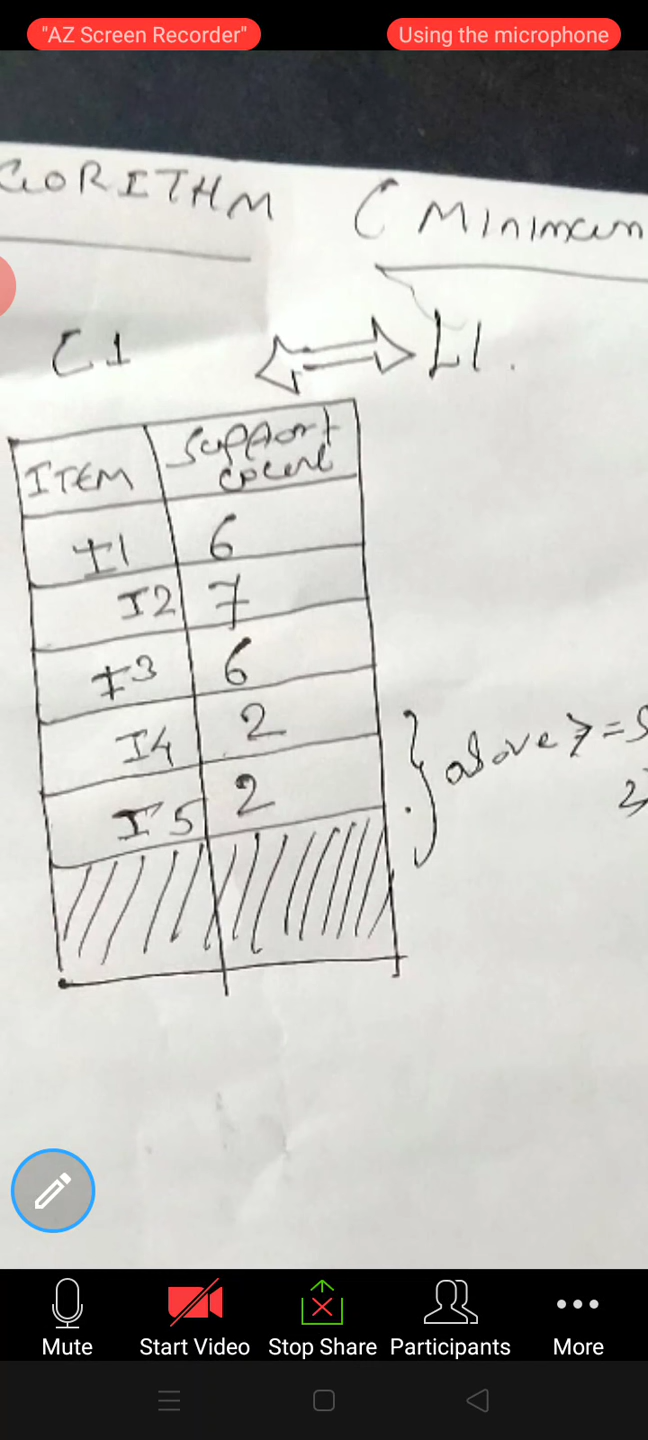 "AZ Screen Recorder" Using the microphone
GORITHM ( Minimum
C1 L1.
ITEM Support count
I1 6
I2 7
I3 6
I4 2
I5 2
above >=
Mute Start Video Stop Share Participants More